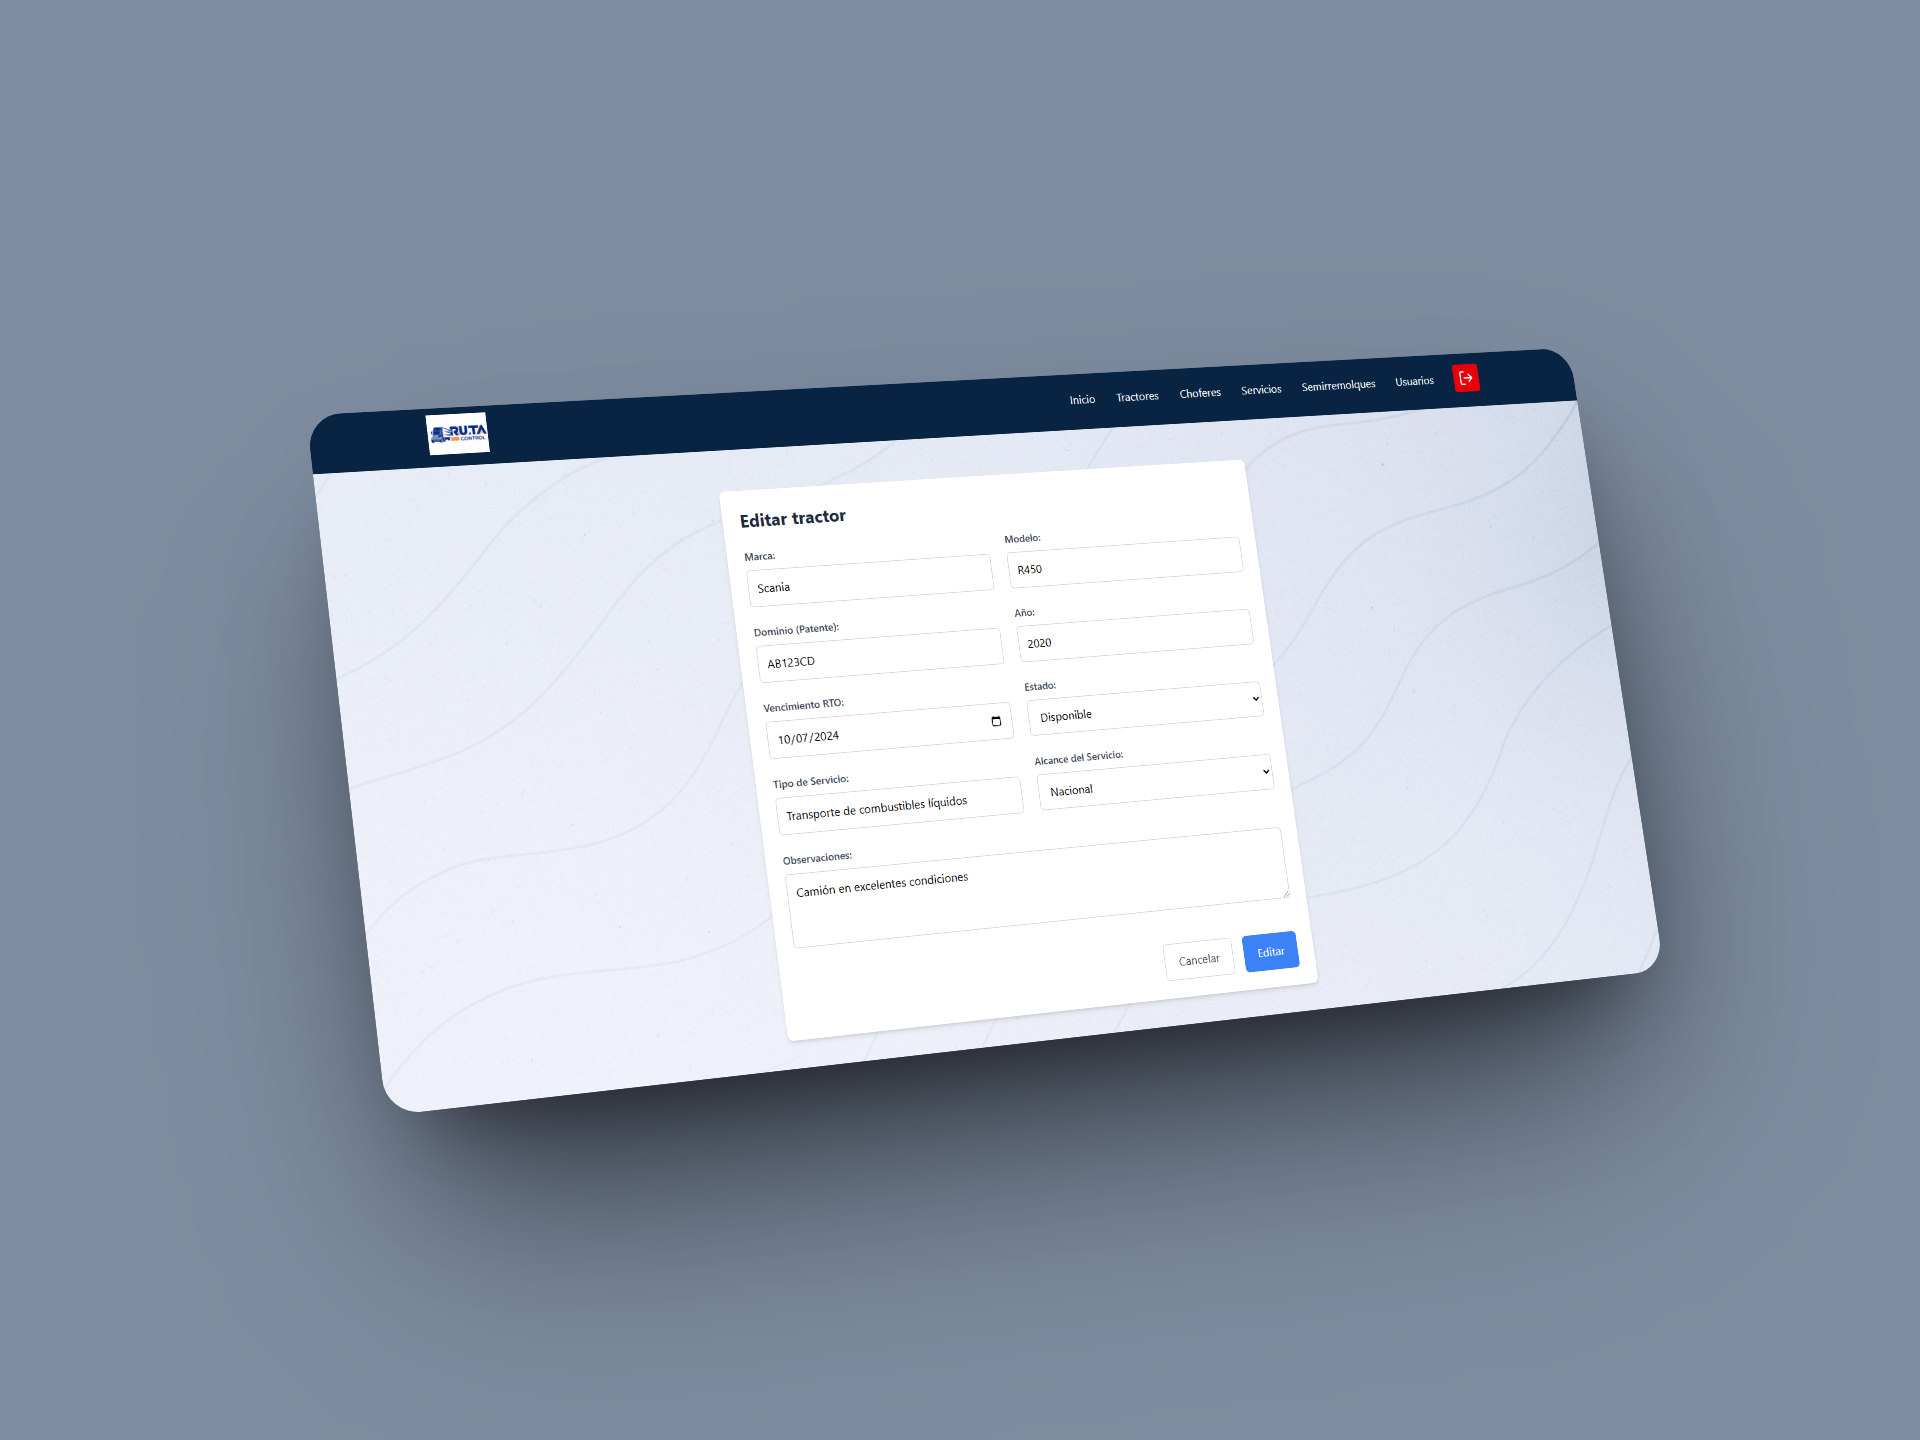 RU.TA
CONTROL
Inicio Tractores Choferes Servicios Semirremolques Usuarios
Editar tractor
Marca: Modelo:
Scania R450
Dominio (Patente): Año:
AB123CD 2020
Vencimiento RTO: Estado:
10/07/2024 Disponible
Tipo de Servicio: Alcance del Servicio:
Transporte de combustibles líquidos Nacional
Observaciones:
Camión en excelentes condiciones
Cancelar Editar